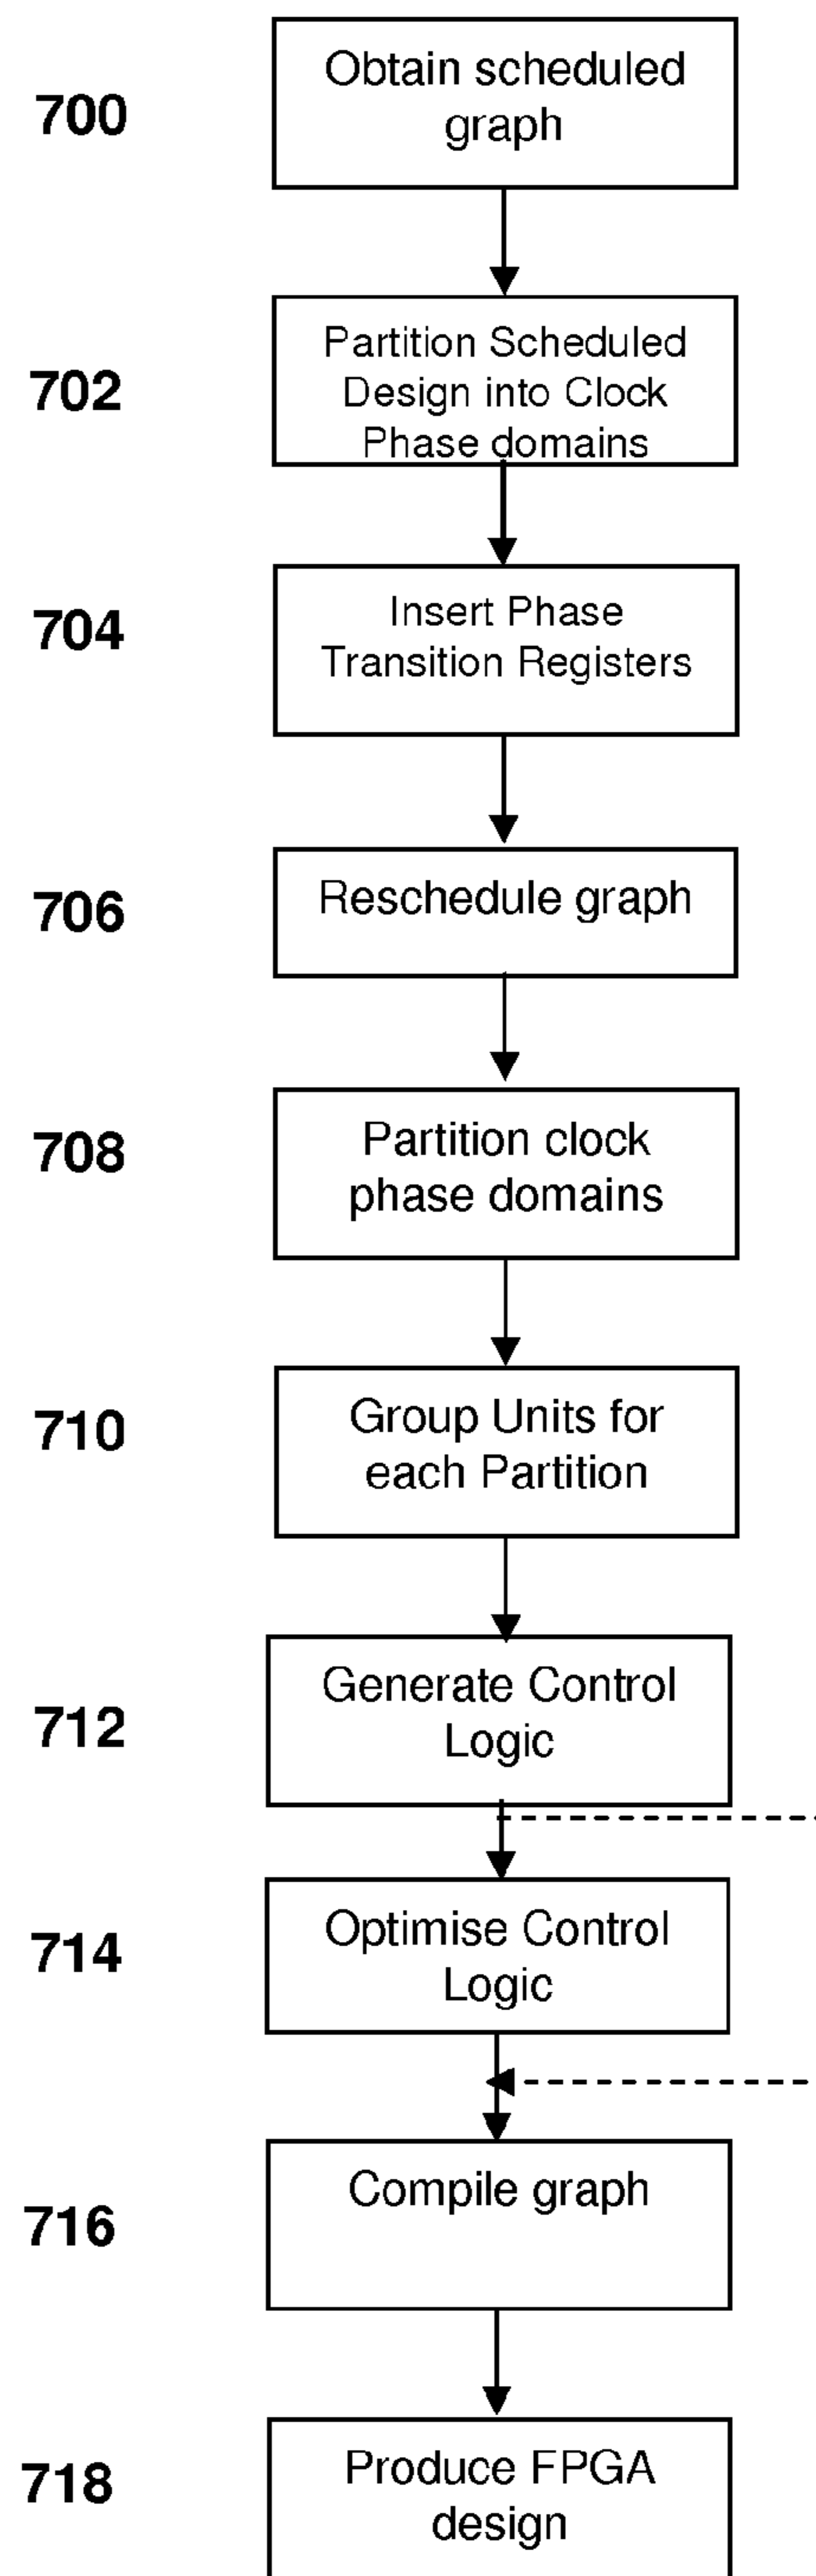 700
Obtain scheduled
graph
702
Partition Scheduled
Design into Clock
Phase domains
704
Insert Phase
Transition Registers
706
Reschedule graph
708
Partition clock
phase domains
710
Group Units for
each Partition
712
Generate Control
Logic
714
Optimise Control
Logic
716
Compile graph
718
Produce FPGA
design